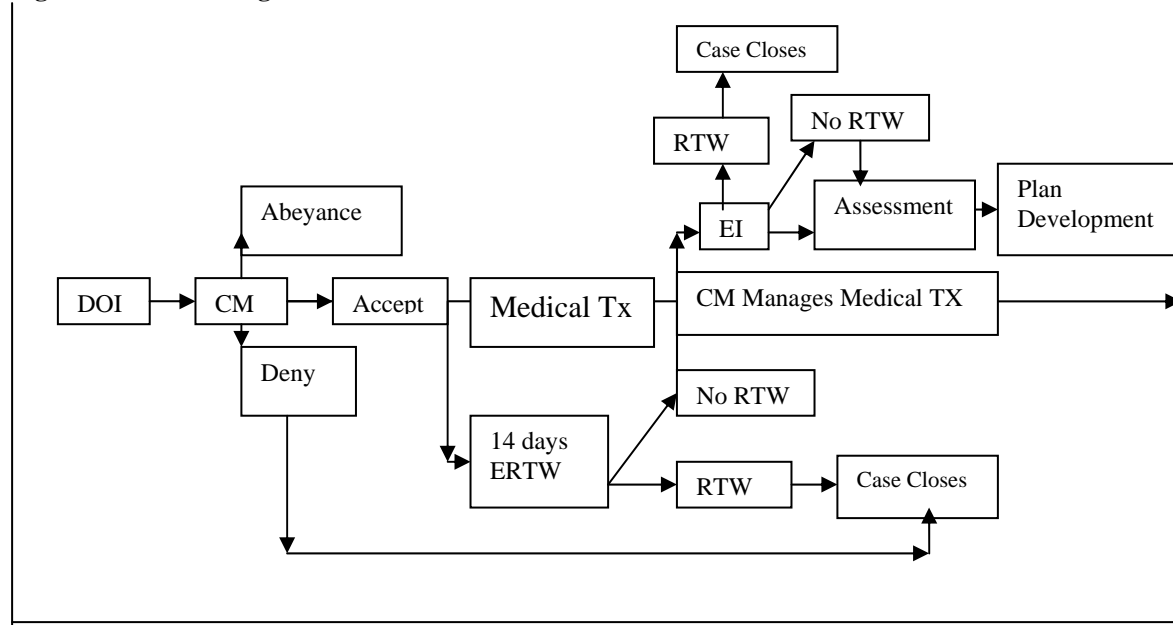 Case Closes
No RTW
RTW
Plan
Development
Assessment
Abeyance
EI
DOI
CM
Accept
Medical Tx
CM Manages Medical TX
Deny
No RTW
14 days
ERTW
RTW
Case Closes